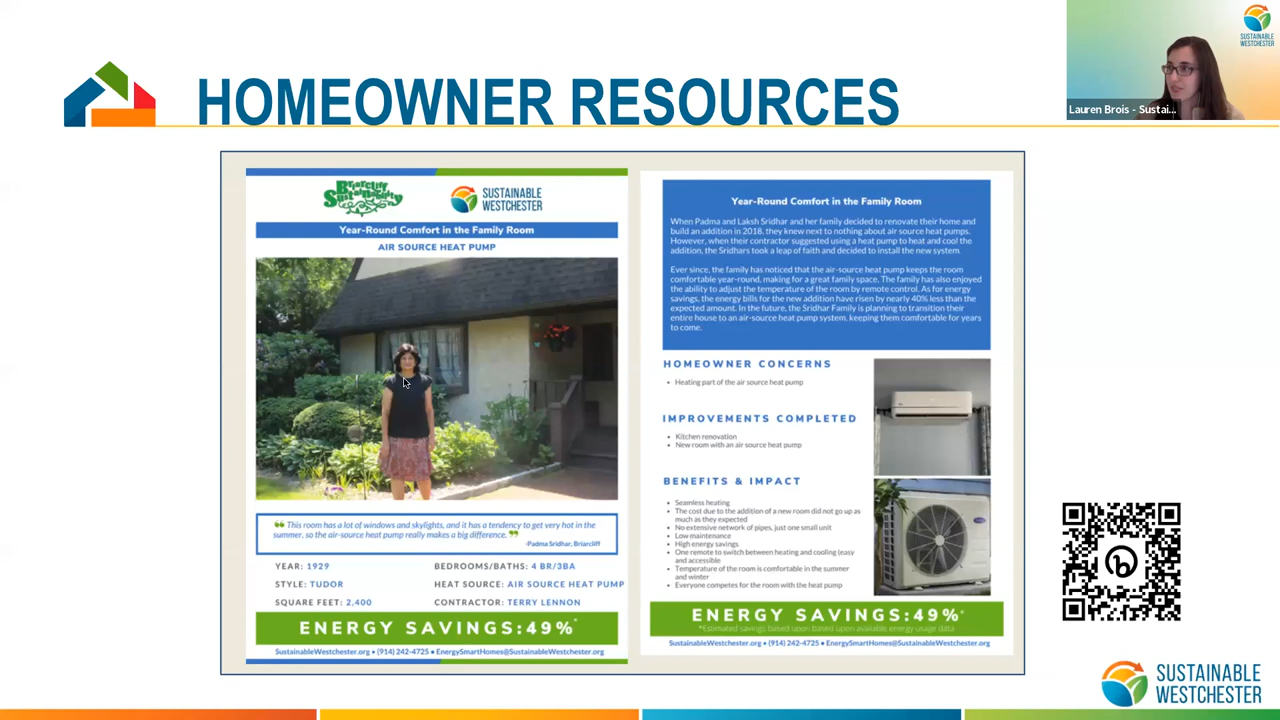 HOMEOWNER RESOURCES
SUSTAINABLE
WESTCHESTER
Lauren Brois - Sustai...
Briarcliff
Sustainability
SUSTAINABLE
WESTCHESTER
Year-Round Comfort in the Family Room
AIR SOURCE HEAT PUMP
This room has a lot of windows and skylights, and it has a tendency to get very hot in the
summer, so the air-source heat pump really makes a big difference.
-Padma Sridhar, Briarcliff
YEAR: 1929
BEDROOMS/BATHS: 4 BR/3BA
STYLE: TUDOR
HEAT SOURCE: AIR SOURCE HEAT PUMP
SQUARE FEET: 2,400
CONTRACTOR: TERRY LENNON
ENERGY SAVINGS:49%*
SustainableWestchester.org • (914) 242-4725 • EnergySmartHomes@SustainableWestchester.org
Year-Round Comfort in the Family Room
When Padma and Laksh Sridhar and her family decided to renovate their home and
build an addition in 2018, they knew next to nothing about air source heat pumps.
However, when their contractor suggested using a heat pump to heat and cool the
addition, the Sridhars took a leap of faith and decided to install the new system.
Ever since, the family has noticed that the air-source heat pump keeps the room
comfortable year-round, making for a great family space. The family has also enjoyed
the ability to adjust the temperature of the room by remote control. As for energy
savings, the energy bills for the new addition have risen by nearly 40% less than the
expected amount. In the future, the Sridhar Family is planning to transition their
entire house to an air-source heat pump system, keeping them comfortable for years
to come.
HOMEOWNER CONCERNS
• Heating part of the air source heat pump
IMPROVEMENTS COMPLETED
• Kitchen renovation
• New room with an air source heat pump
BENEFITS & IMPACT
• Seamless heating
• The cost due to the addition of a new room did not go up as
much as they expected
• No extensive network of pipes, just one small unit
• Low maintenance
• High energy savings
• One remote to switch between heating and cooling (easy
and accessible
• Temperature of the room is comfortable in the summer
and winter
• Everyone competes for the room with the heat pump
ENERGY SAVINGS:49%*
*Estimated savings based upon based upon available energy usage data
SustainableWestchester.org • (914) 242-4725 • EnergySmartHomes@SustainableWestchester.org
SUSTAINABLE
WESTCHESTER